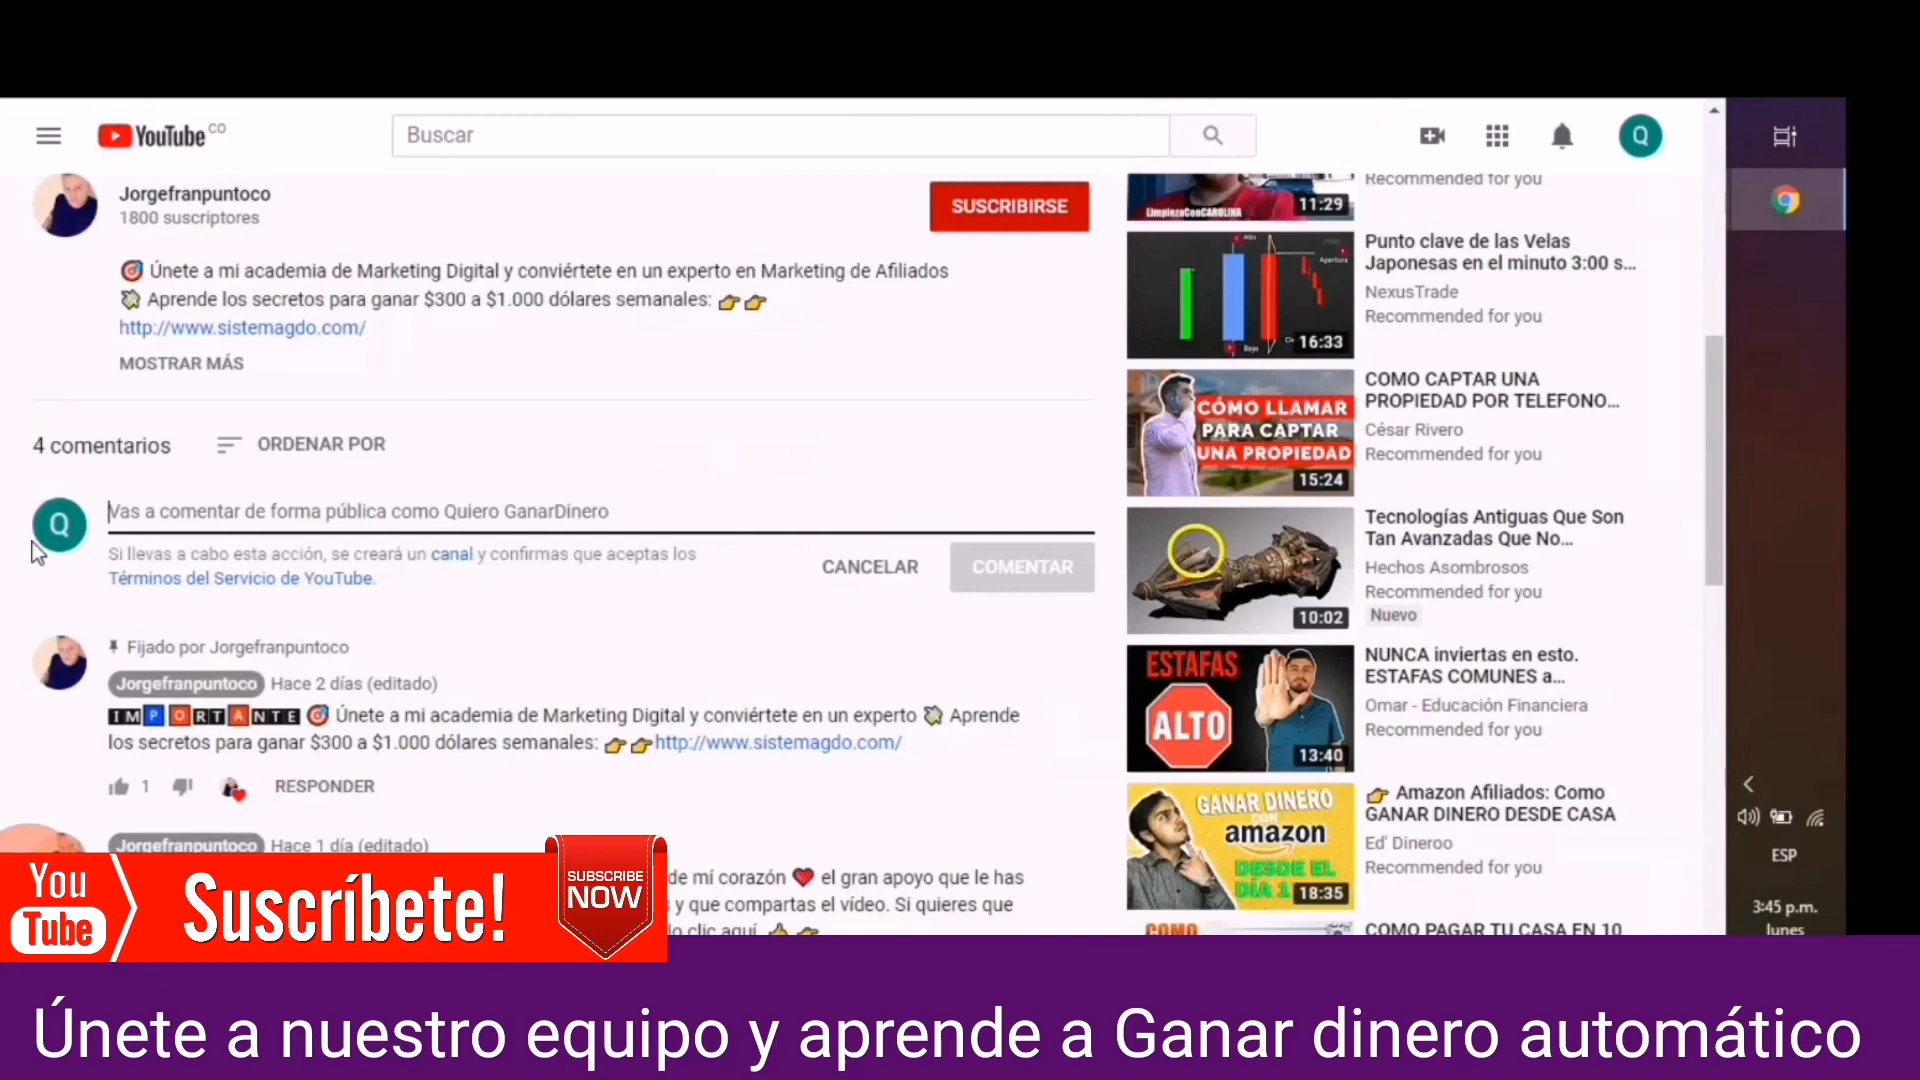 YouTube CO
Buscar
Q
Jorgefranpuntoco
1800 suscriptores
SUSCRIBIRSE
Únete a mi academia de Marketing Digital y conviértete en un experto en Marketing de Afiliados
Aprende los secretos para ganar $300 a $1.000 dólares semanales:
http://www.sistemagdo.com/
MOSTRAR MÁS
4 comentarios
ORDENAR POR
Q
Vas a comentar de forma pública como Quiero GanarDinero
Si llevas a cabo esta acción, se creará un canal y confirmas que aceptas los
Términos del Servicio de YouTube.
CANCELAR
COMENTAR
Fijado por Jorgefranpuntoco
Jorgefranpuntoco Hace 2 días (editado)
IMPORTANTE Únete a mi academia de Marketing Digital y conviértete en un experto Aprende
los secretos para ganar $300 a $1.000 dólares semanales: http://www.sistemagdo.com/
1
RESPONDER
Jorgefranpuntoco Hace 1 día (editado)
de mí corazón el gran apoyo que le has
y que compartas el vídeo. Si quieres que
clic aquí.
LimpiezaConCAROLINA
11:29
Recommended for you
Alto
Apertura
Bajo
16:33
Punto clave de las Velas
Japonesas en el minuto 3:00 s...
NexusTrade
Recommended for you
CÓMO LLAMAR
PARA CAPTAR
UNA PROPIEDAD
15:24
COMO CAPTAR UNA
PROPIEDAD POR TELEFONO...
César Rivero
Recommended for you
10:02
Tecnologías Antiguas Que Son
Tan Avanzadas Que No...
Hechos Asombrosos
Recommended for you
Nuevo
ESTAFAS
ALTO
13:40
NUNCA inviertas en esto.
ESTAFAS COMUNES a...
Omar - Educación Financiera
Recommended for you
GANAR DINERO
CON
amazon
DESDE EL
DÍA 1
18:35
Amazon Afiliados: Como
GANAR DINERO DESDE CASA
Ed' Dineroo
Recommended for you
COMO
COMO PAGAR TU CASA EN 10
ESP
3:45 p.m.
lunes
You
Tube
Suscríbete!
SUBSCRIBE
NOW
Únete a nuestro equipo y aprende a Ganar dinero automático